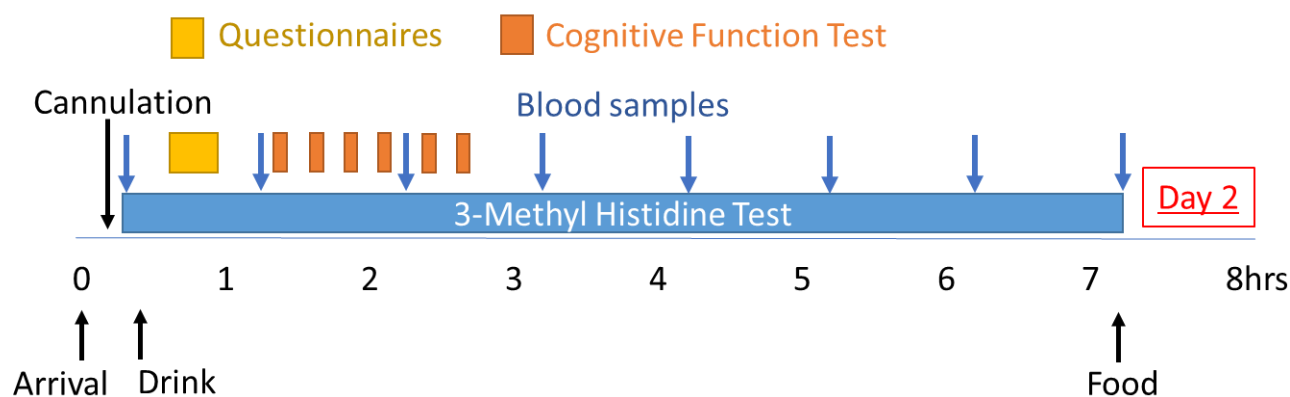 Questionnaires
Cognitive Function Test
Cannulation
Blood samples
Day 2
3-Methyl Histidine Test
0 1 2 3 4 5 6 7 8hrs
Arrival Drink Food